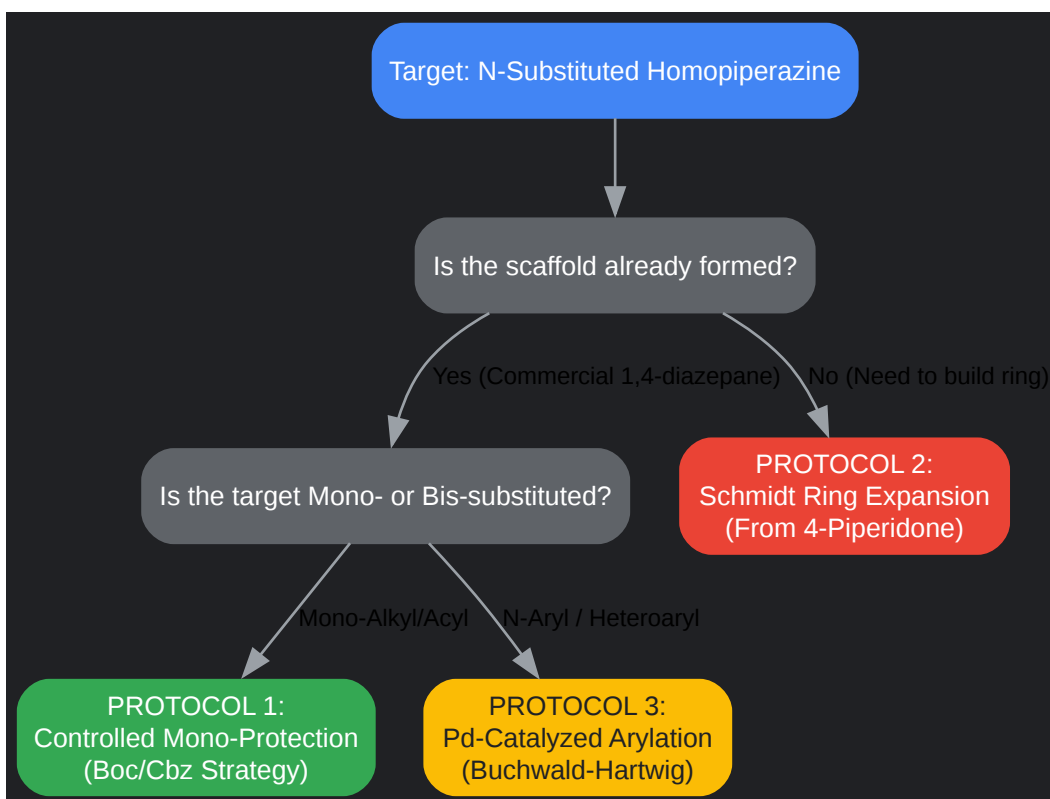 Target: N-Substituted Homopiperazine
Is the scaffold already formed?
Yes (Commercial 1,4-diazepane)
No (Need to build ring)
Is the target Mono- or Bis-substituted?
PROTOCOL 2:
Schmidt Ring Expansion
(From 4-Piperidone)
Mono-Alkyl/Acyl
N-Aryl / Heteroaryl
PROTOCOL 1:
Controlled Mono-Protection
(Boc/Cbz Strategy)
PROTOCOL 3:
Pd-Catalyzed Arylation
(Buchwald-Hartwig)